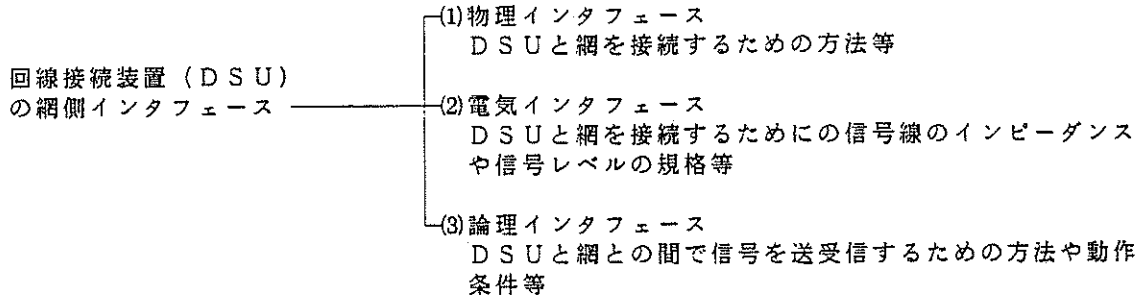 回線接続装置（ＤＳＵ）
の網側インタフェース
⑴物理インタフェース
ＤＳＵと網を接続するための方法等
⑵電気インタフェース
ＤＳＵと網を接続するためにの信号線のインピーダンス
や信号レベルの規格等
⑶論理インタフェース
ＤＳＵと網との間で信号を送受信するための方法や動作
条件等